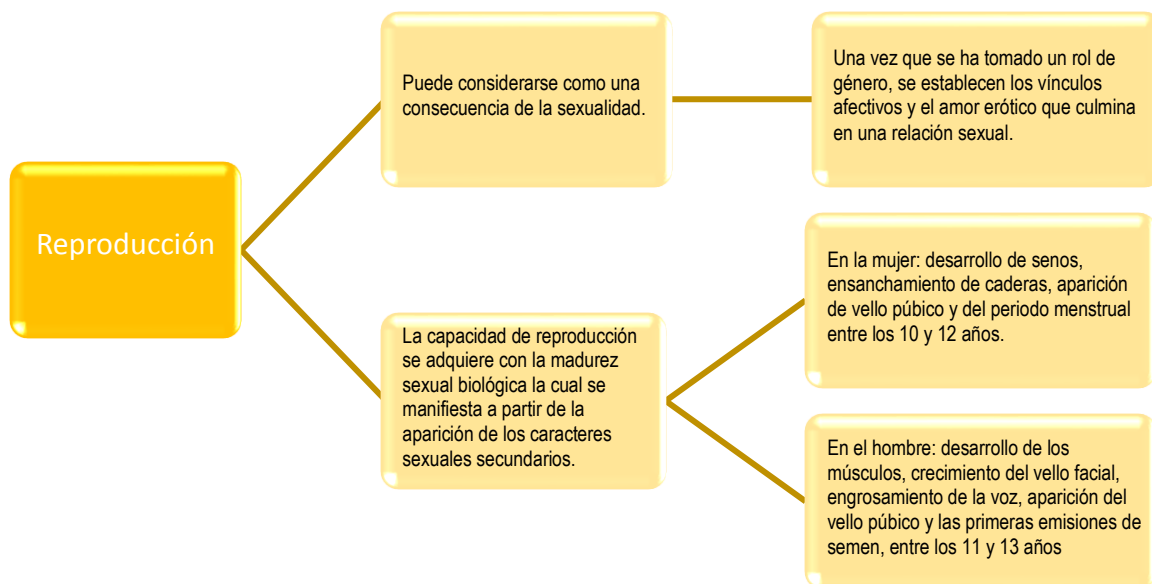 Reproducción
Puede considerarse como una
consecuencia de la sexualidad.
Una vez que se ha tomado un rol de
género, se establecen los vínculos
afectivos y el amor erótico que culmina
en una relación sexual.
La capacidad de reproducción
se adquiere con la madurez
sexual biológica la cual se
manifiesta a partir de la
aparición de los caracteres
sexuales secundarios.
En la mujer: desarrollo de senos,
ensanchamiento de caderas, aparición
de vello púbico y del periodo menstrual
entre los 10 y 12 años.
En el hombre: desarrollo de los
músculos, crecimiento del vello facial,
engrosamiento de la voz, aparición del
vello púbico y las primeras emisiones de
semen, entre los 11 y 13 años